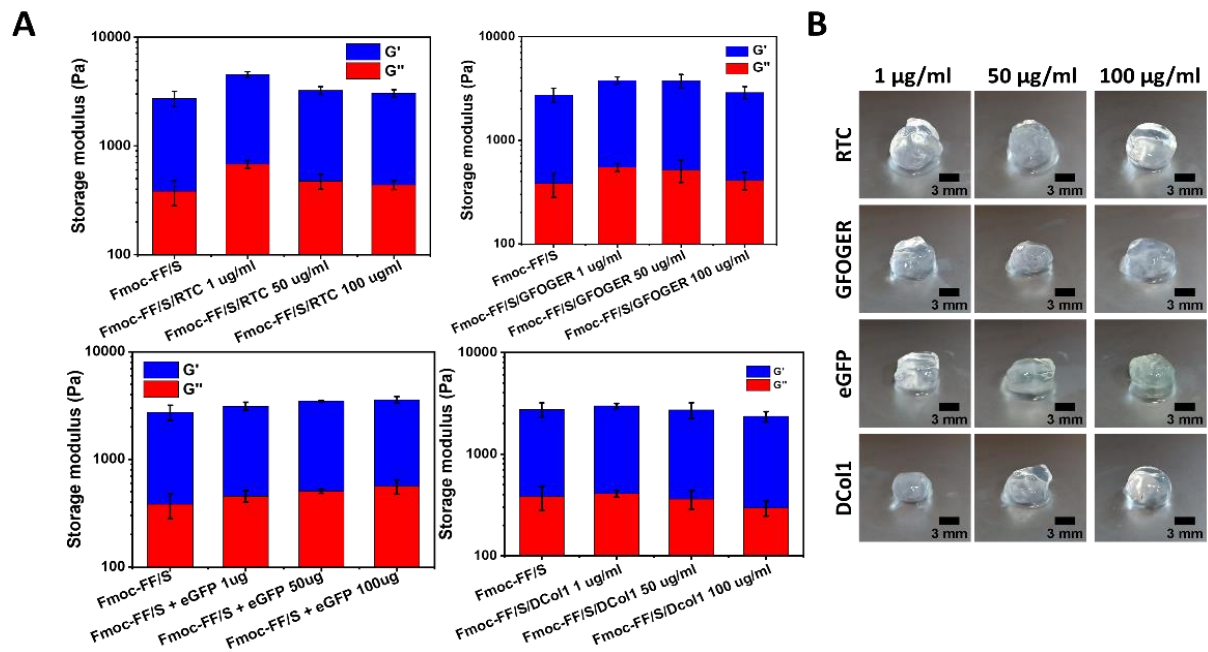 A
Storage modulus (Pa)
10000
1000
100
G'
G"
Fmoc-FF/S
Fmoc-FF/S/RTC 1 ug/ml
Fmoc-FF/S/RTC 50 ug/ml
Fmoc-FF/S/RTC 100 ug/ml
Storage modulus (Pa)
10000
1000
100
G'
G"
Fmoc-FF/S
Fmoc-FF/S/GFOGER 1 ug/ml
Fmoc-FF/S/GFOGER 50 ug/ml
Fmoc-FF/S/GFOGER 100 ug/ml
Storage modulus (Pa)
10000
1000
100
G'
G"
Fmoc-FF/S
Fmoc-FF/S + eGFP 1ug
Fmoc-FF/S + eGFP 50ug
Fmoc-FF/S + eGFP 100ug
Storage modulus (Pa)
10000
1000
100
G'
G"
Fmoc-FF/S
Fmoc-FF/S/DCol1 1 ug/ml
Fmoc-FF/S/DCol1 50 ug/ml
Fmoc-FF/S/Dcol1 100 ug/ml
B
1 µg/ml 50 µg/ml 100 µg/ml
RTC
3 mm 3 mm 3 mm
GFOGER
3 mm 3 mm 3 mm
eGFP
3 mm 3 mm 3 mm
DCol1
3 mm 3 mm 3 mm